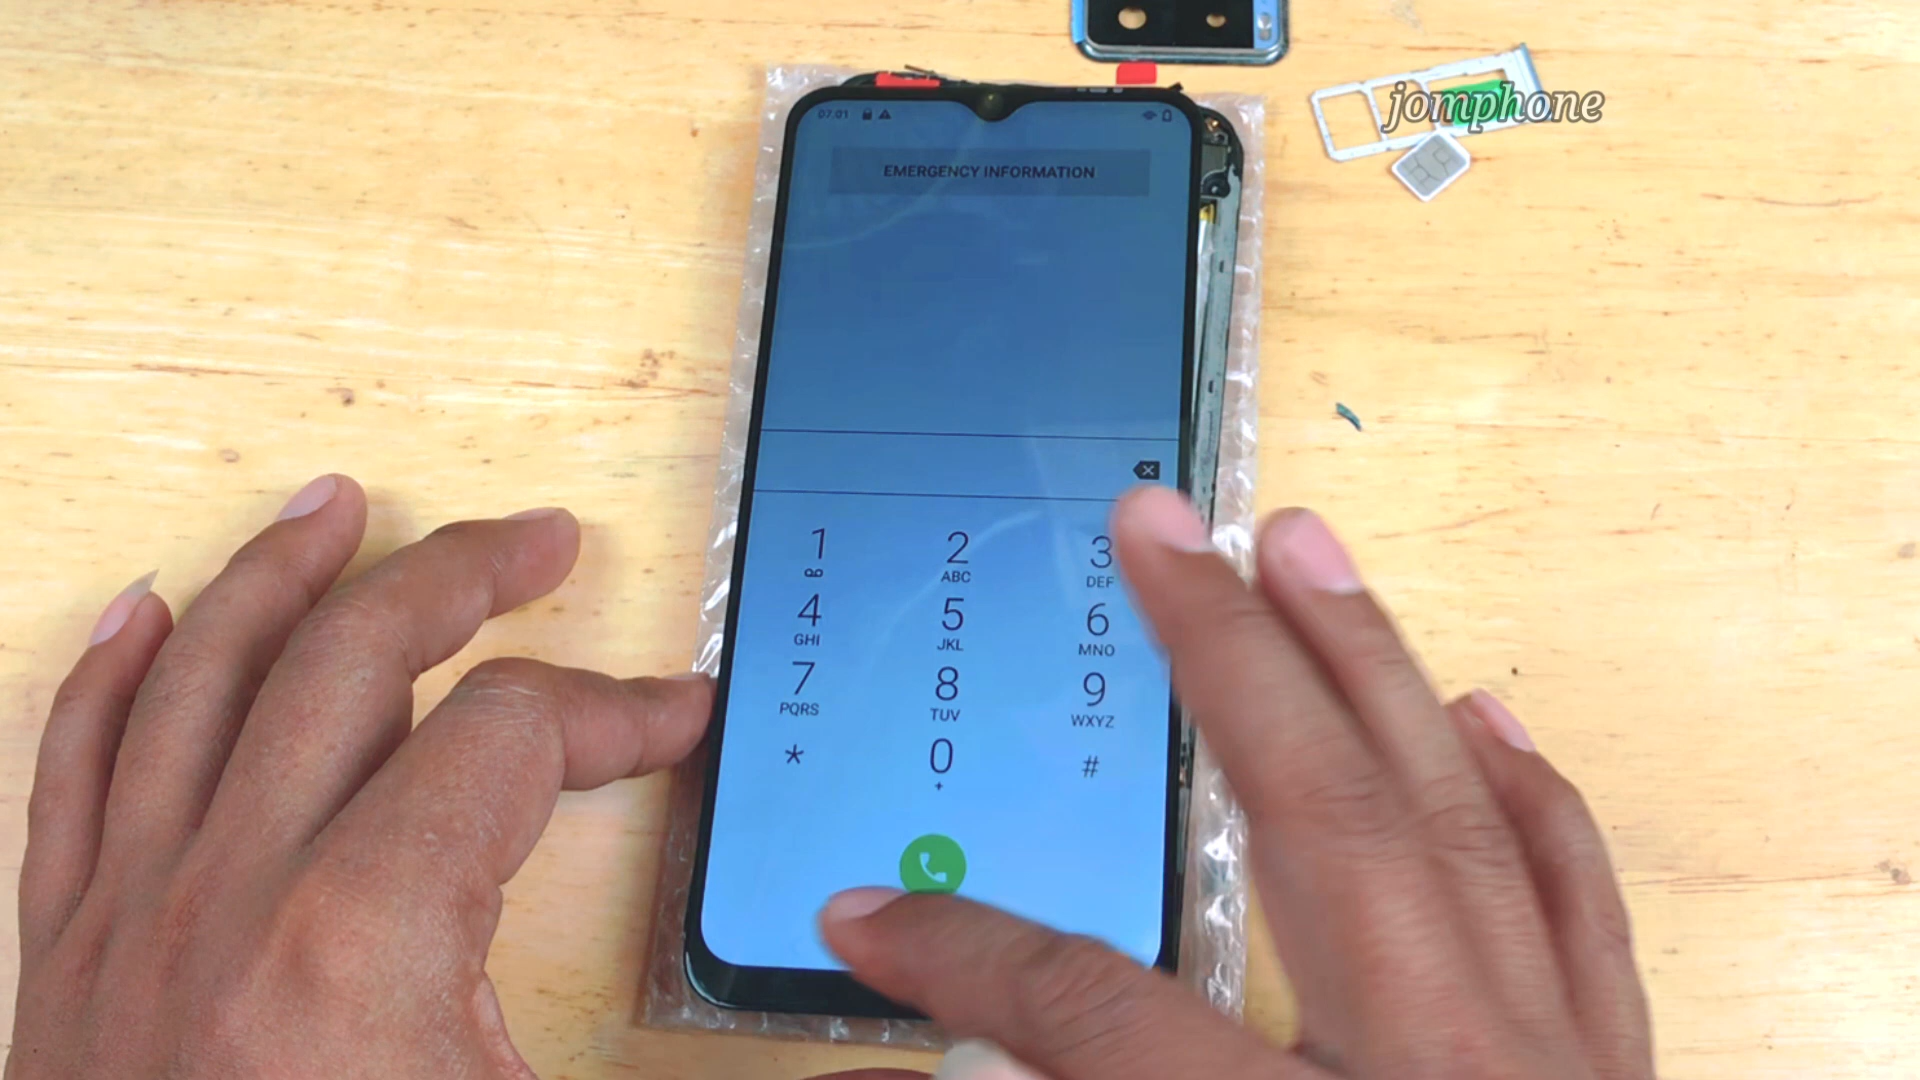 jomphone
07:01
EMERGENCY INFORMATION
1 2 3
ABC DEF
4 5 6
GHI JKL MNO
7 8 9
PQRS TUV WXYZ
* 0 #
+